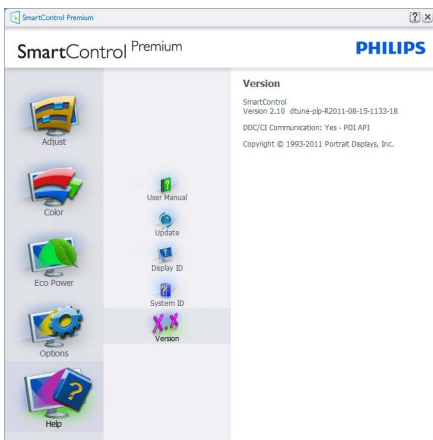 SmartControl Premium
SmartControl Premium
PHILIPS
Adjust
Color
Eco Power
Options
Help
User Manual
Update
Display ID
System ID
X.X
Version
Version
SmartControl
Version 2.10 dtune-plp-R2011-08-15-1133-18
DDC/CI Communication: Yes - PDI API
Copyright © 1993-2011 Portrait Displays, Inc.